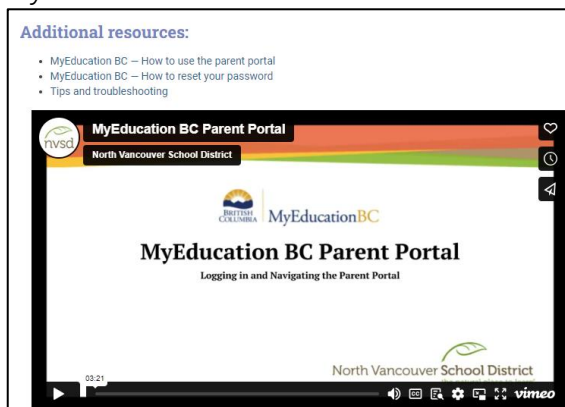 Additional resources:
MyEducation BC — How to use the parent portal
MyEducation BC — How to reset your password
Tips and troubleshooting
nvsd
MyEducation BC Parent Portal
North Vancouver School District
BRITISH
COLUMBIA
MyEducationBC
MyEducation BC Parent Portal
Logging in and Navigating the Parent Portal
North Vancouver School District
03:21
CC
vimeo